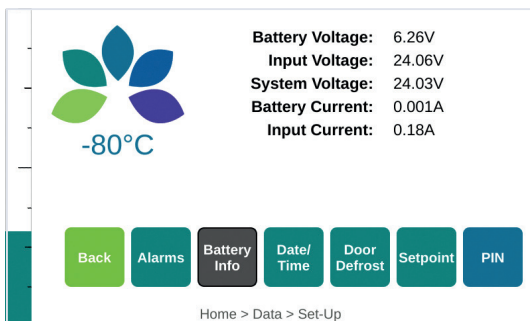 Battery Voltage: 6.26V
Input Voltage: 24.06V
System Voltage: 24.03V
Battery Current: 0.001A
Input Current: 0.18A
-80°C
Back
Alarms
Battery
Info
Date/
Time
Door
Defrost
Setpoint
PIN
Home > Data > Set-Up